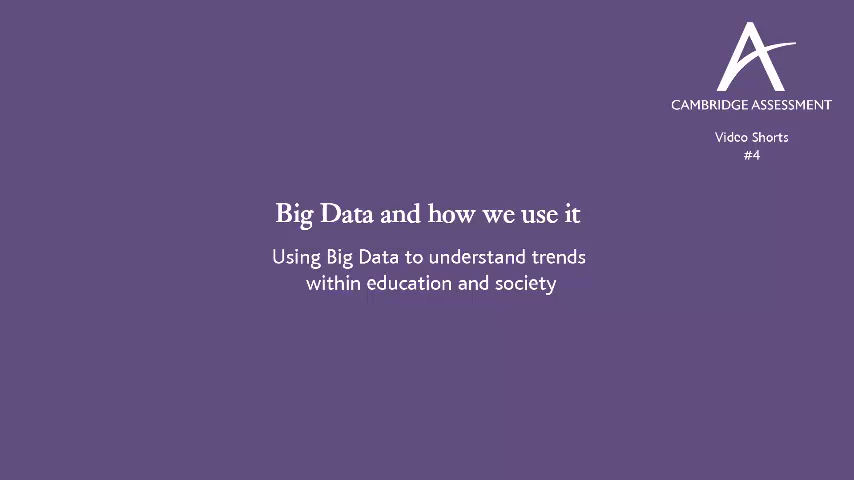 CAMBRIDGE ASSESSMENT
Video Shorts
#4
Big Data and how we use it
Using Big Data to understand trends
within education and society